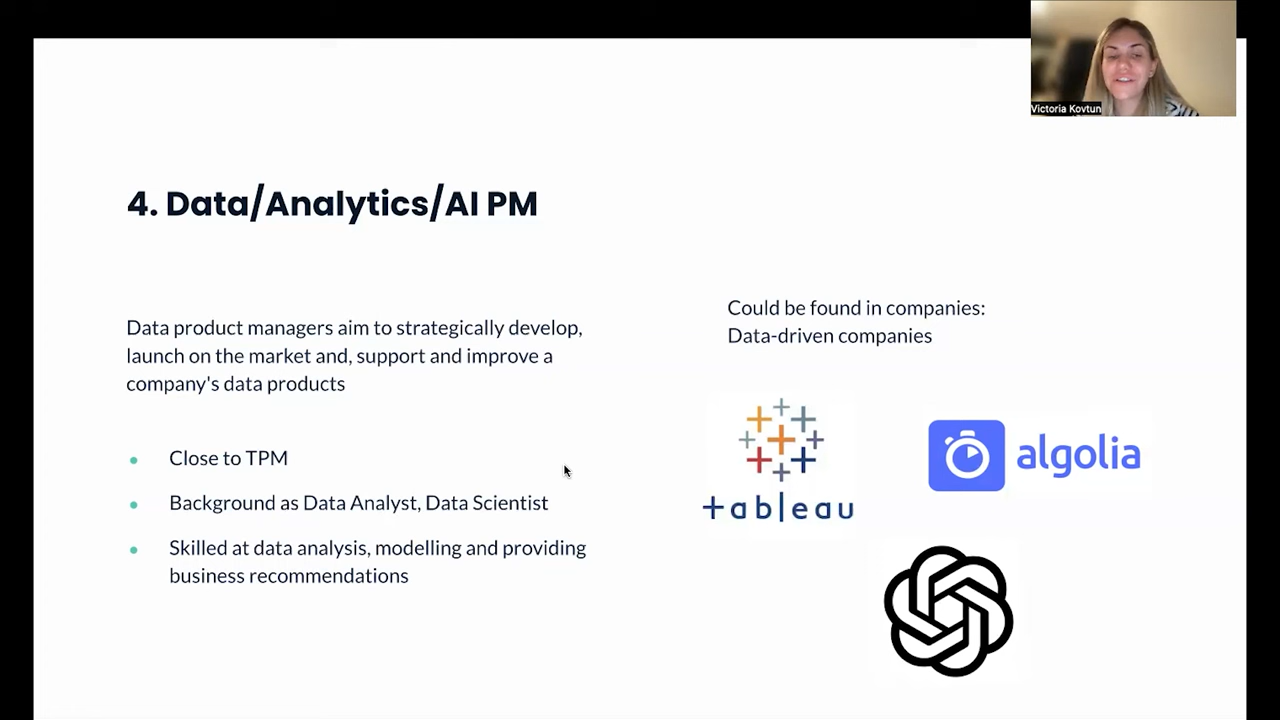 Victoria Kovtun
4. Data/Analytics/AI PM
Data product managers aim to strategically develop,
launch on the market and, support and improve a
company's data products
Close to TPM
Background as Data Analyst, Data Scientist
Skilled at data analysis, modelling and providing
business recommendations
Could be found in companies:
Data-driven companies
+ableau
algolia